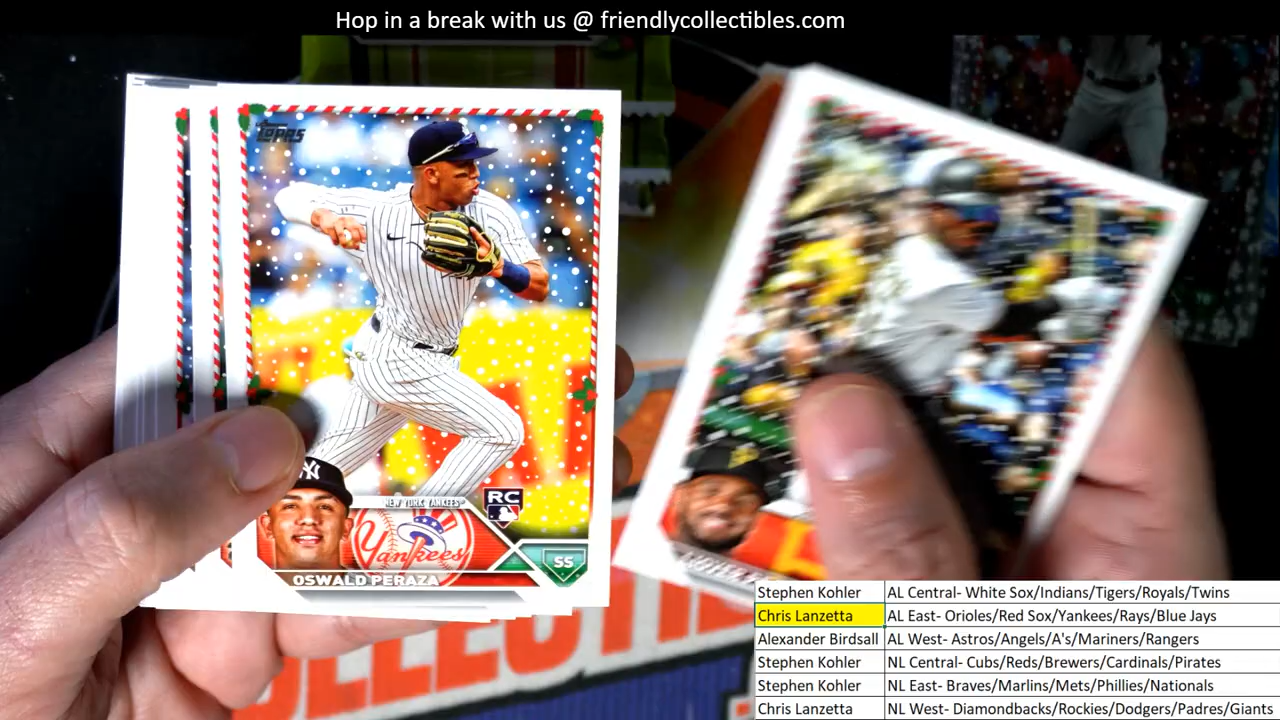 Hop in a break with us @ friendlycollectibles.com
TOPPS
NEW YORK YANKEES
RC
NY
Yankees
SS
OSWALD PERAZA
Stephen Kohler AL Central- White Sox/Indians/Tigers/Royals/Twins
Chris Lanzetta AL East- Orioles/Red Sox/Yankees/Rays/Blue Jays
Alexander Birdsall AL West- Astros/Angels/A's/Mariners/Rangers
Stephen Kohler NL Central- Cubs/Reds/Brewers/Cardinals/Pirates
Stephen Kohler NL East- Braves/Marlins/Mets/Phillies/Nationals
Chris Lanzetta NL West- Diamondbacks/Rockies/Dodgers/Padres/Giants